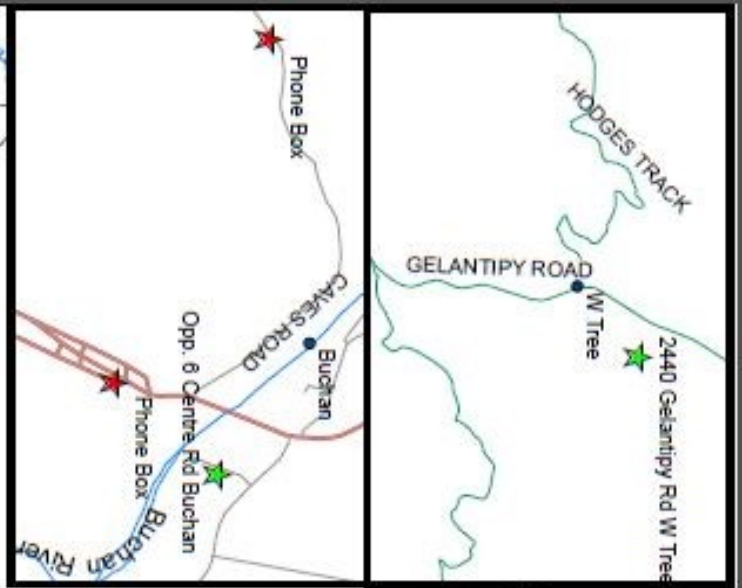 Phone Box
CAVES ROAD
Buchan
Opp. 6 Centre Rd Buchan
Phone Box
Buchan River
HODGES TRACK
GELANTIPY ROAD
W Tree
2440 Gelantipy Rd W Tree